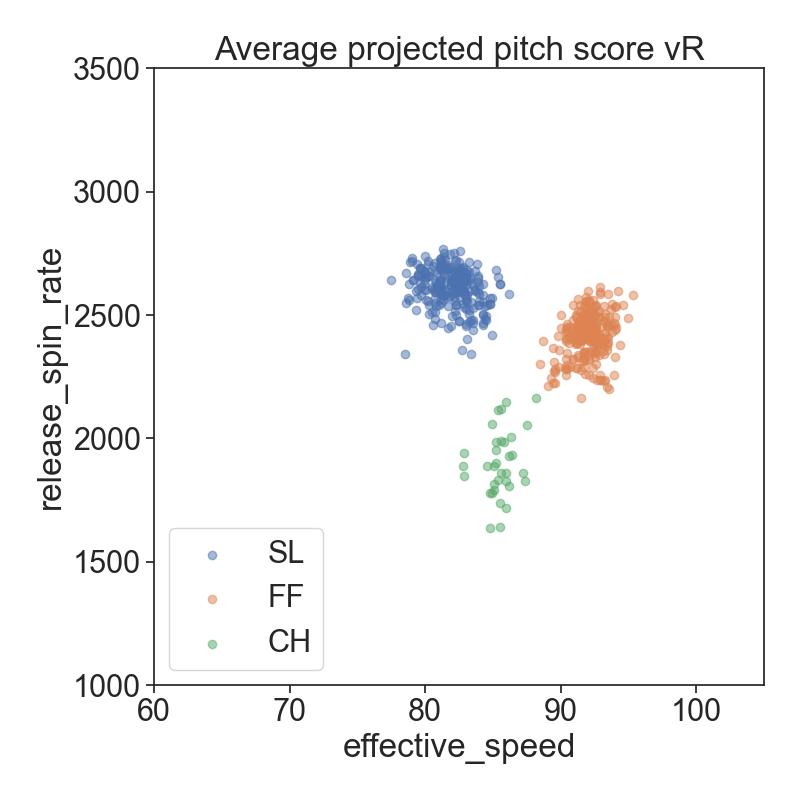 Average projected pitch score vR
3500
3000
2500
2000
1500
1000
release_spin_rate
SL
FF
CH
60 70 80 90 100
effective_speed